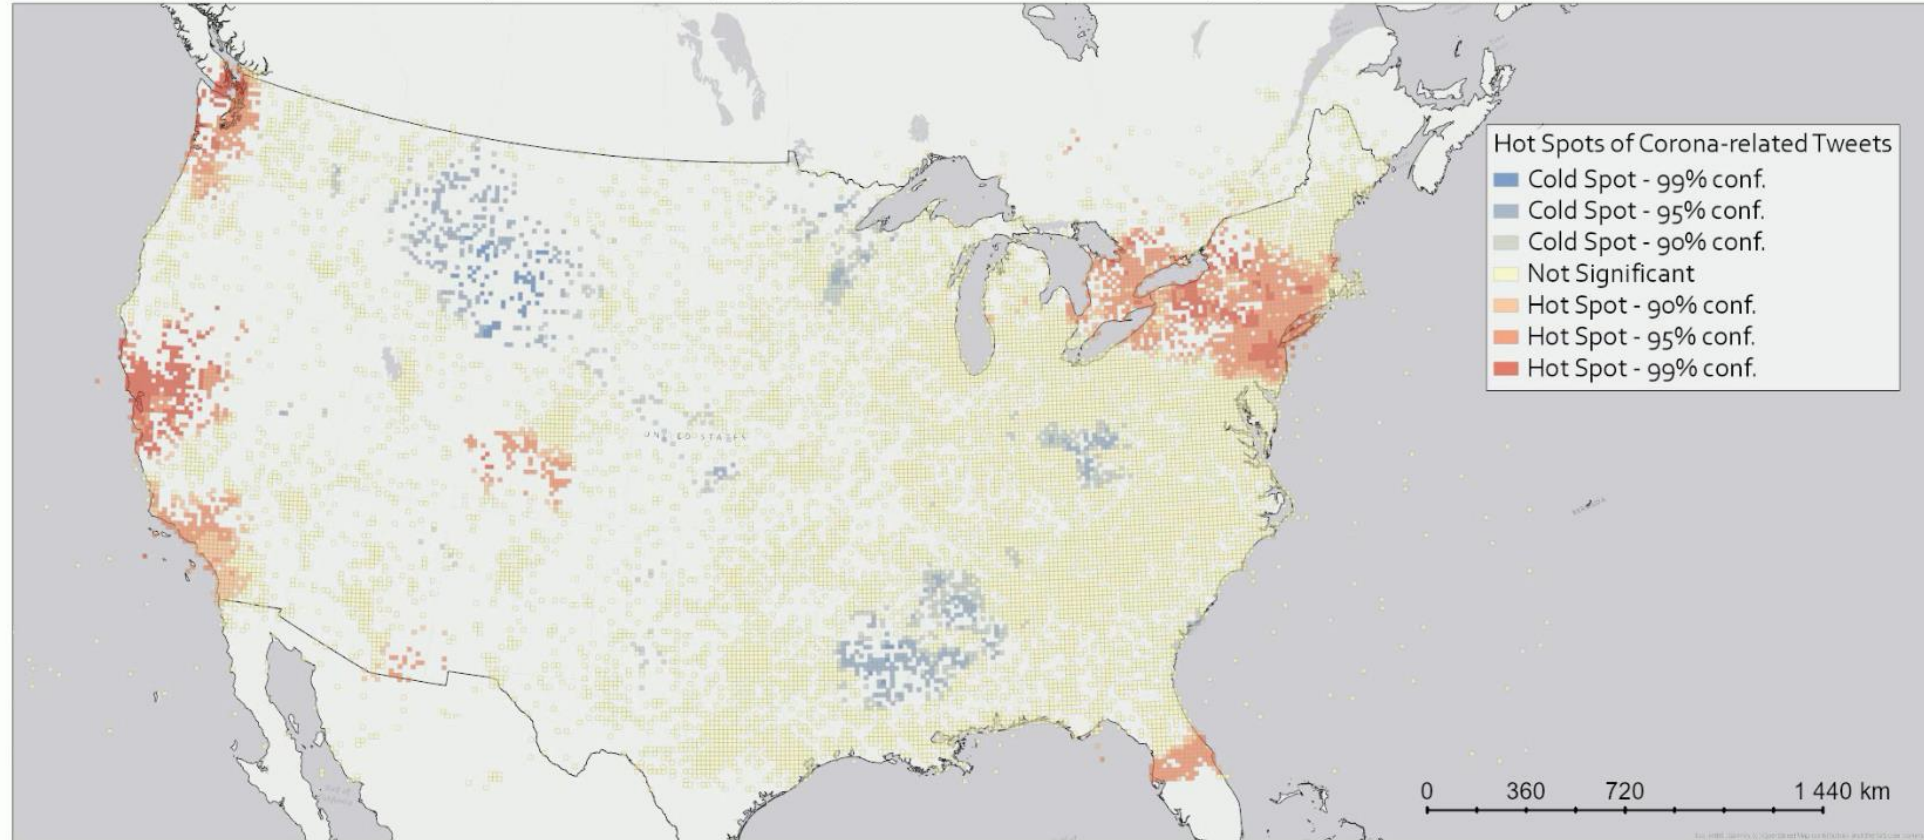 Hot Spots of Corona-related Tweets
Cold Spot - 99% conf.
Cold Spot - 95% conf.
Cold Spot - 90% conf.
Not Significant
Hot Spot - 90% conf.
Hot Spot - 95% conf.
Hot Spot - 99% conf.
UNITED STATES
0 360 720 1 440 km